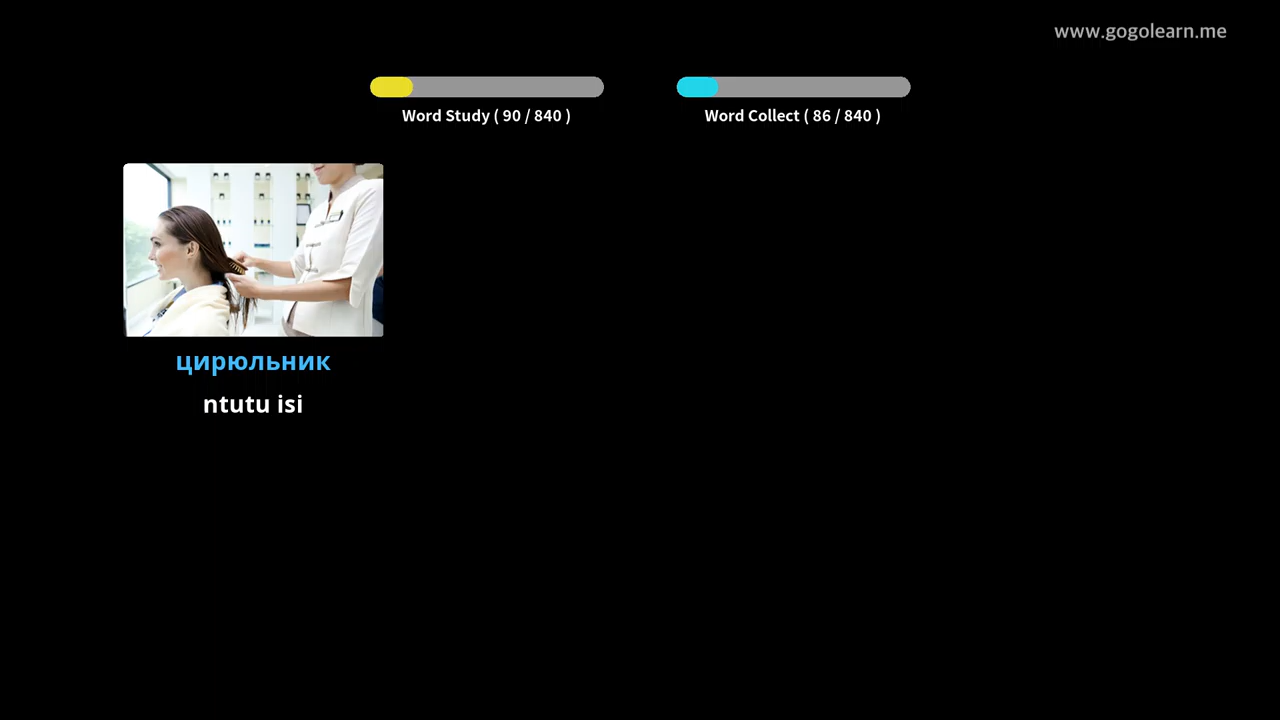 www.gogolearn.me
Word Study ( 90 / 840 )
Word Collect ( 86 / 840 )
цирюльник
ntutu isi